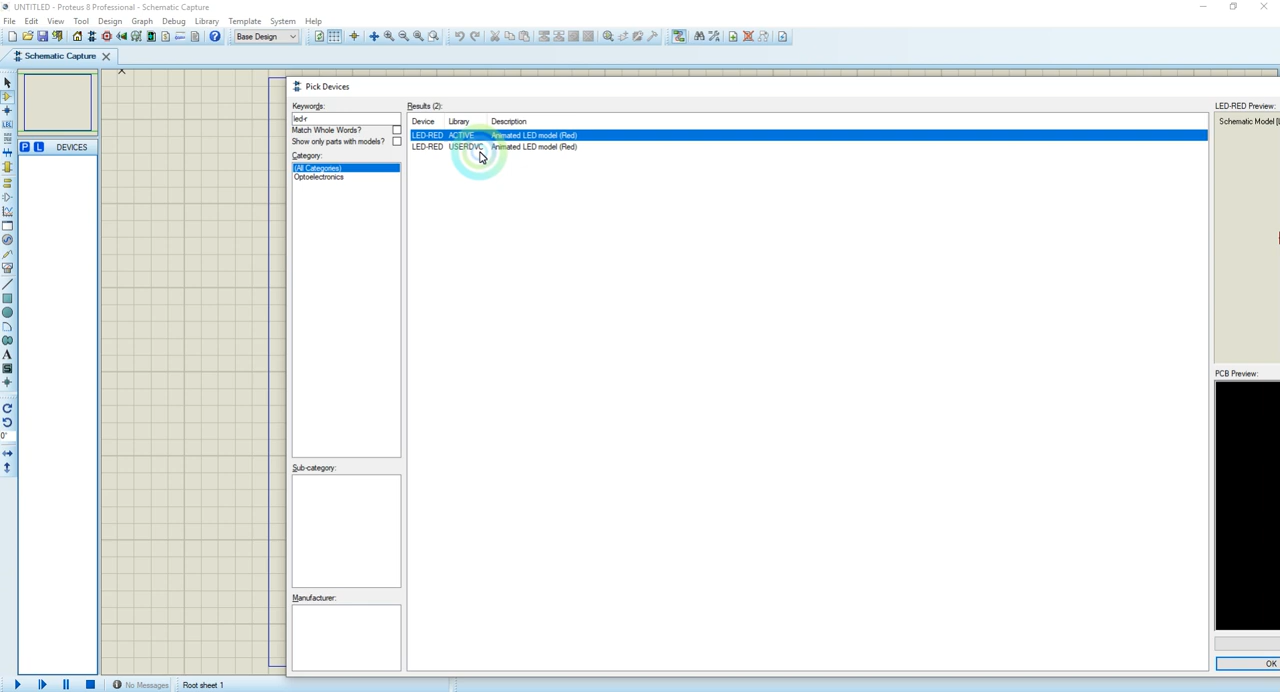 UNTITLED - Proteus 8 Professional - Schematic Capture
File Edit View Tool Design Graph Debug Library Template System Help
Base Design
Schematic Capture
Pick Devices
Keywords:
led-r
Match Whole Words?
Show only parts with models?
Category:
(All Categories)
Optoelectronics
Sub-category:
Manufacturer:
Results (2):
Device Library Description
LED-RED ACTIVE Animated LED model (Red)
LED-RED USERDVC Animated LED model (Red)
LED-RED Preview:
Schematic Model [
PCB Preview:
OK
P L DEVICES
LBL
A
0°
No Messages Root sheet 1